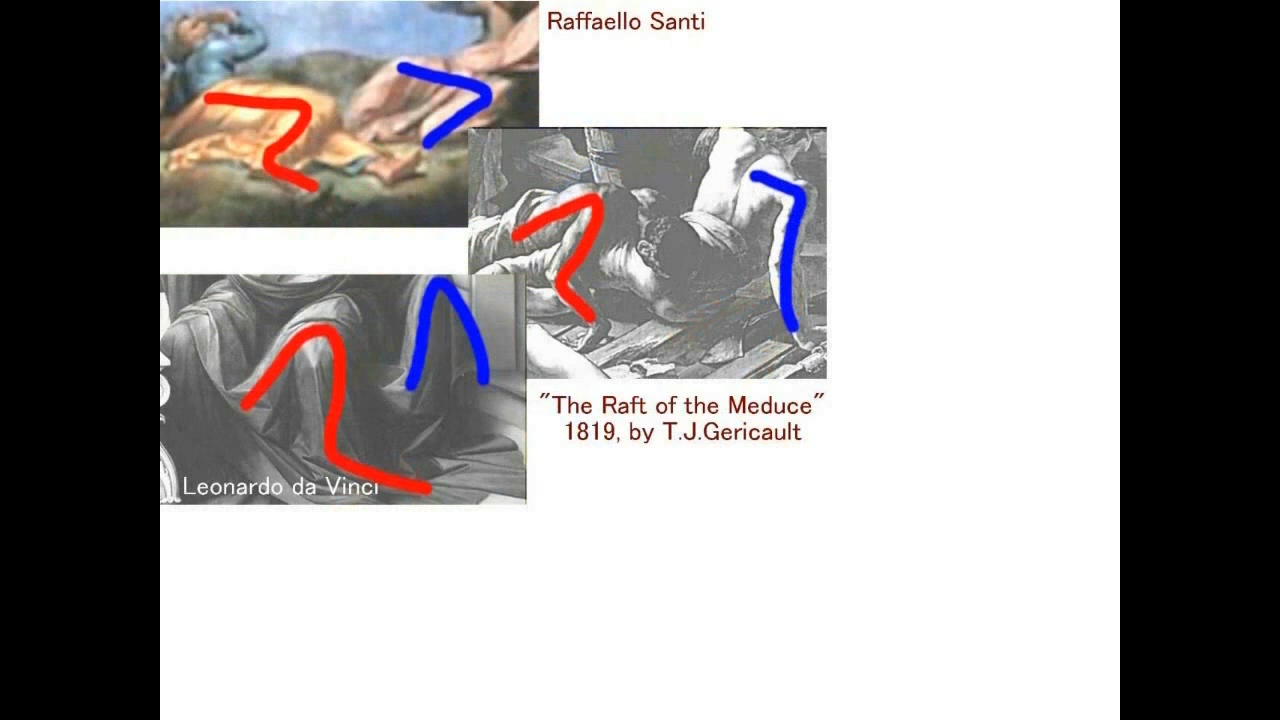 Raffaello Santi
"The Raft of the Meduce"
1819, by T.J.Gericault
Leonardo da Vinci